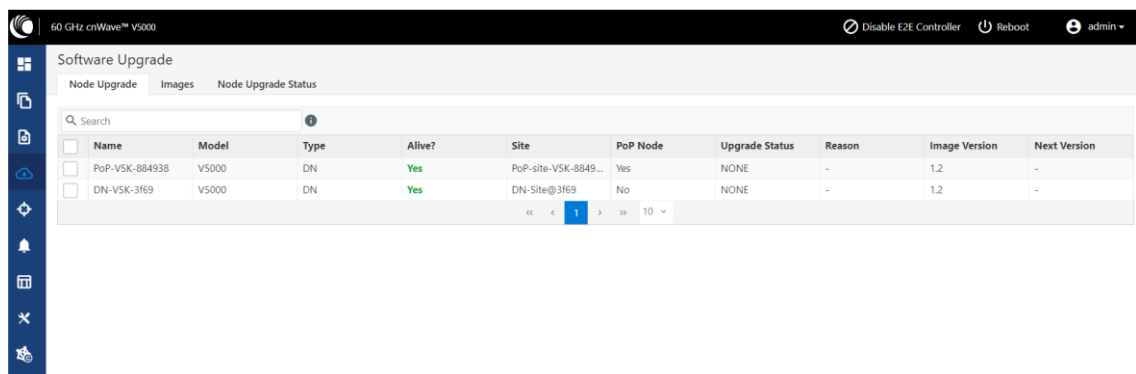 60 GHz cnWave™ V5000 Disable E2E Controller Reboot admin
Software Upgrade
Node Upgrade Images Node Upgrade Status
Search
Name Model Type Alive? Site PoP Node Upgrade Status Reason Image Version Next Version
PoP-V5K-884938 V5000 DN Yes PoP-site-V5K-8849... Yes NONE - 1.2 -
DN-V5K-3f69 V5000 DN Yes DN-Site@3f69 No NONE - 1.2 -
« ‹ 1 › » 10